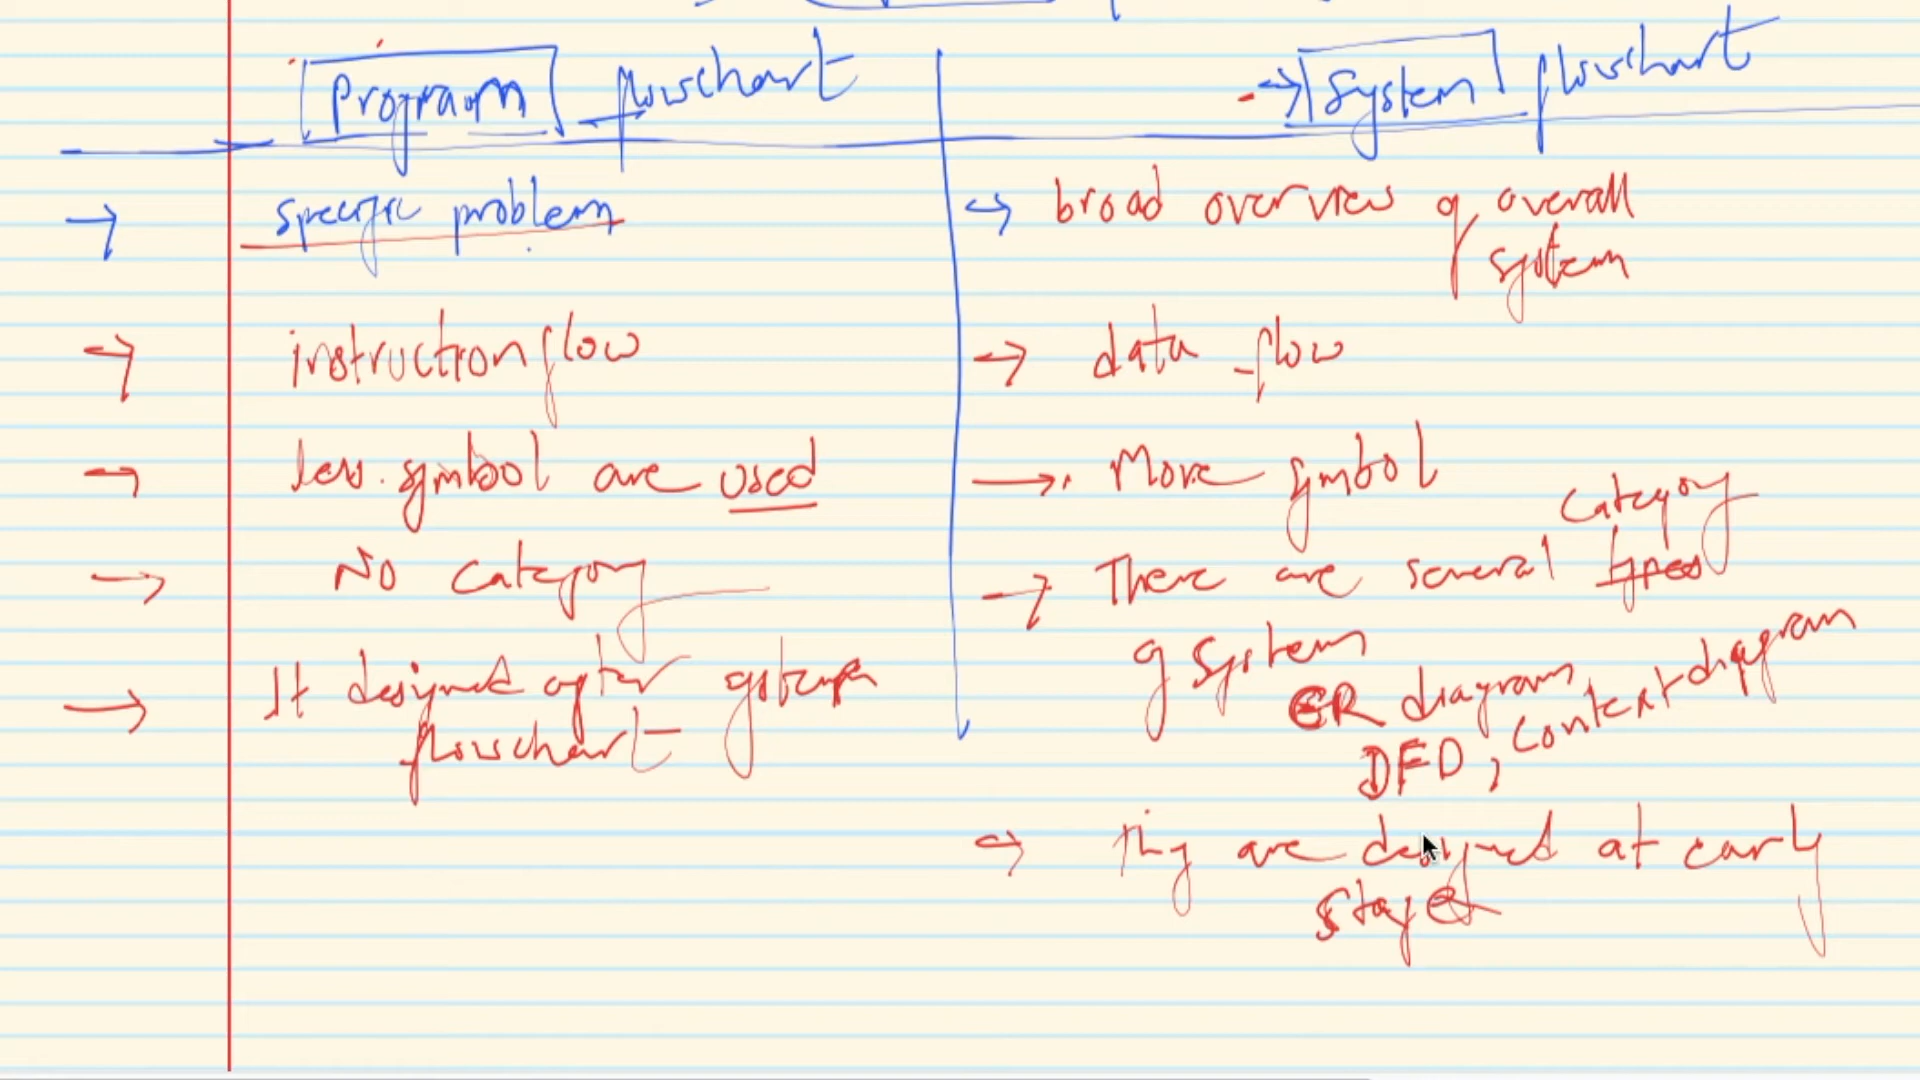 Program flowchart
→ System flowchart
→ specific problem
→ broad overview of overall
system
→ instruction flow
→ data flow
→ less symbol are used
→ More symbol
→ No category
category
→ There are several types
of System
ER diagram,
DFD, context diagram
→ It designed after system
flowchart
→ They are designed at early
stage